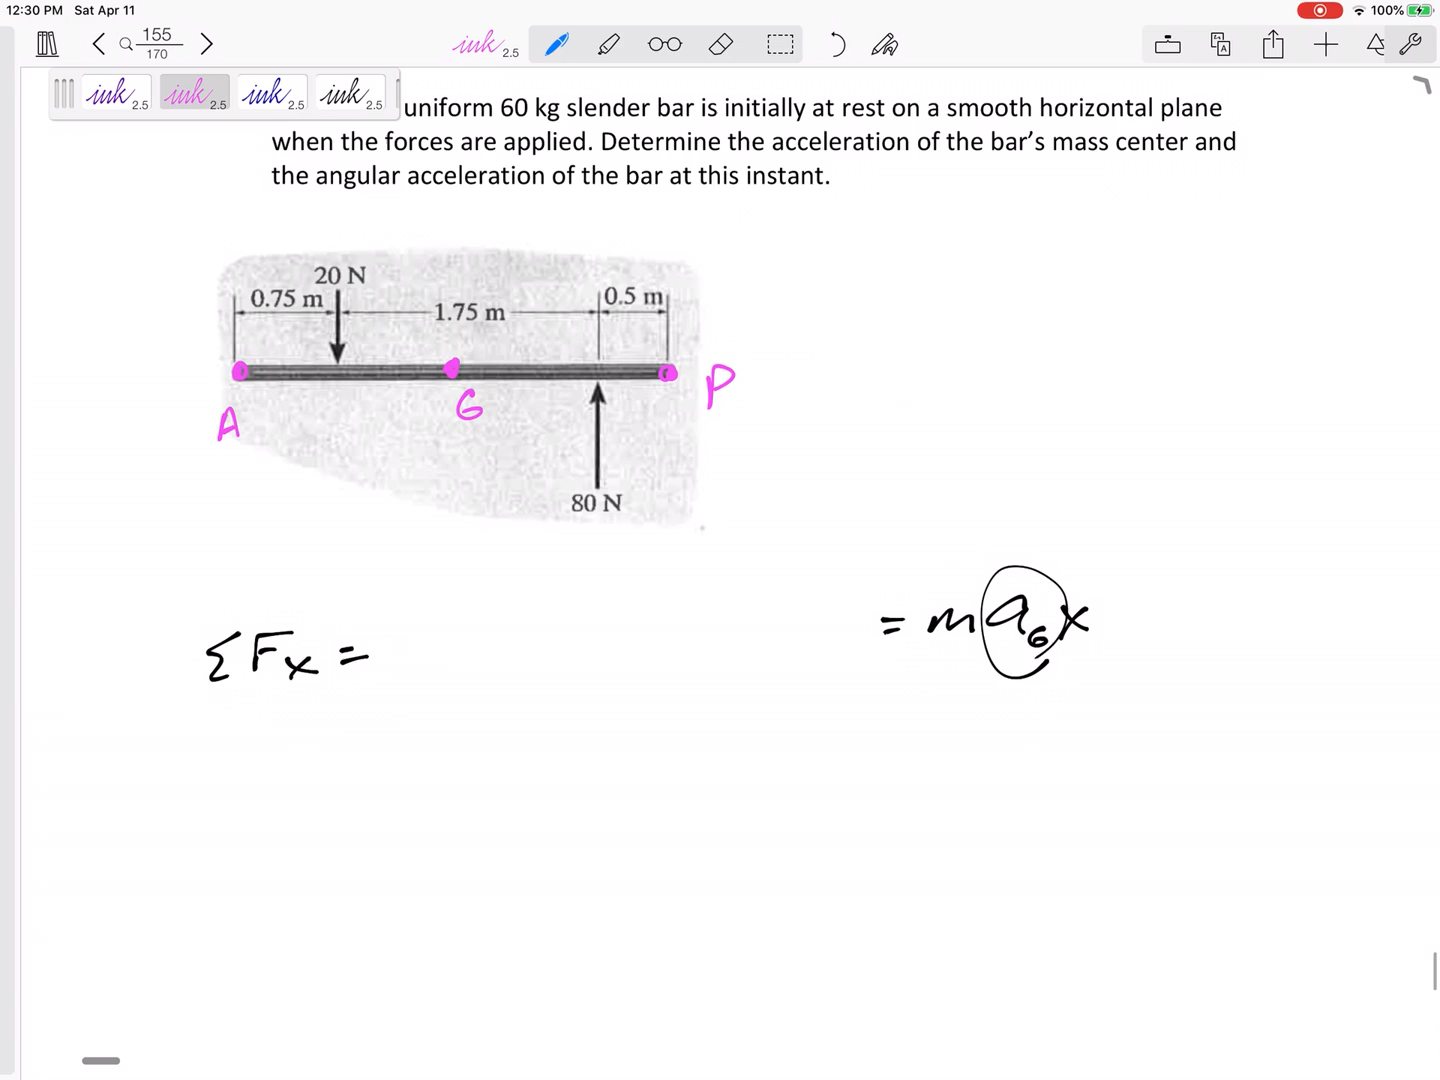 12:30 PM Sat Apr 11
100%
155
170
ink 2.5
ink 2.5 ink 2.5 ink 2.5 ink 2.5
uniform 60 kg slender bar is initially at rest on a smooth horizontal plane
when the forces are applied. Determine the acceleration of the bar’s mass center and
the angular acceleration of the bar at this instant.
20 N
0.75 m
0.5 m
1.75 m
P
G
A
80 N
= m a_G x
ΣFx =